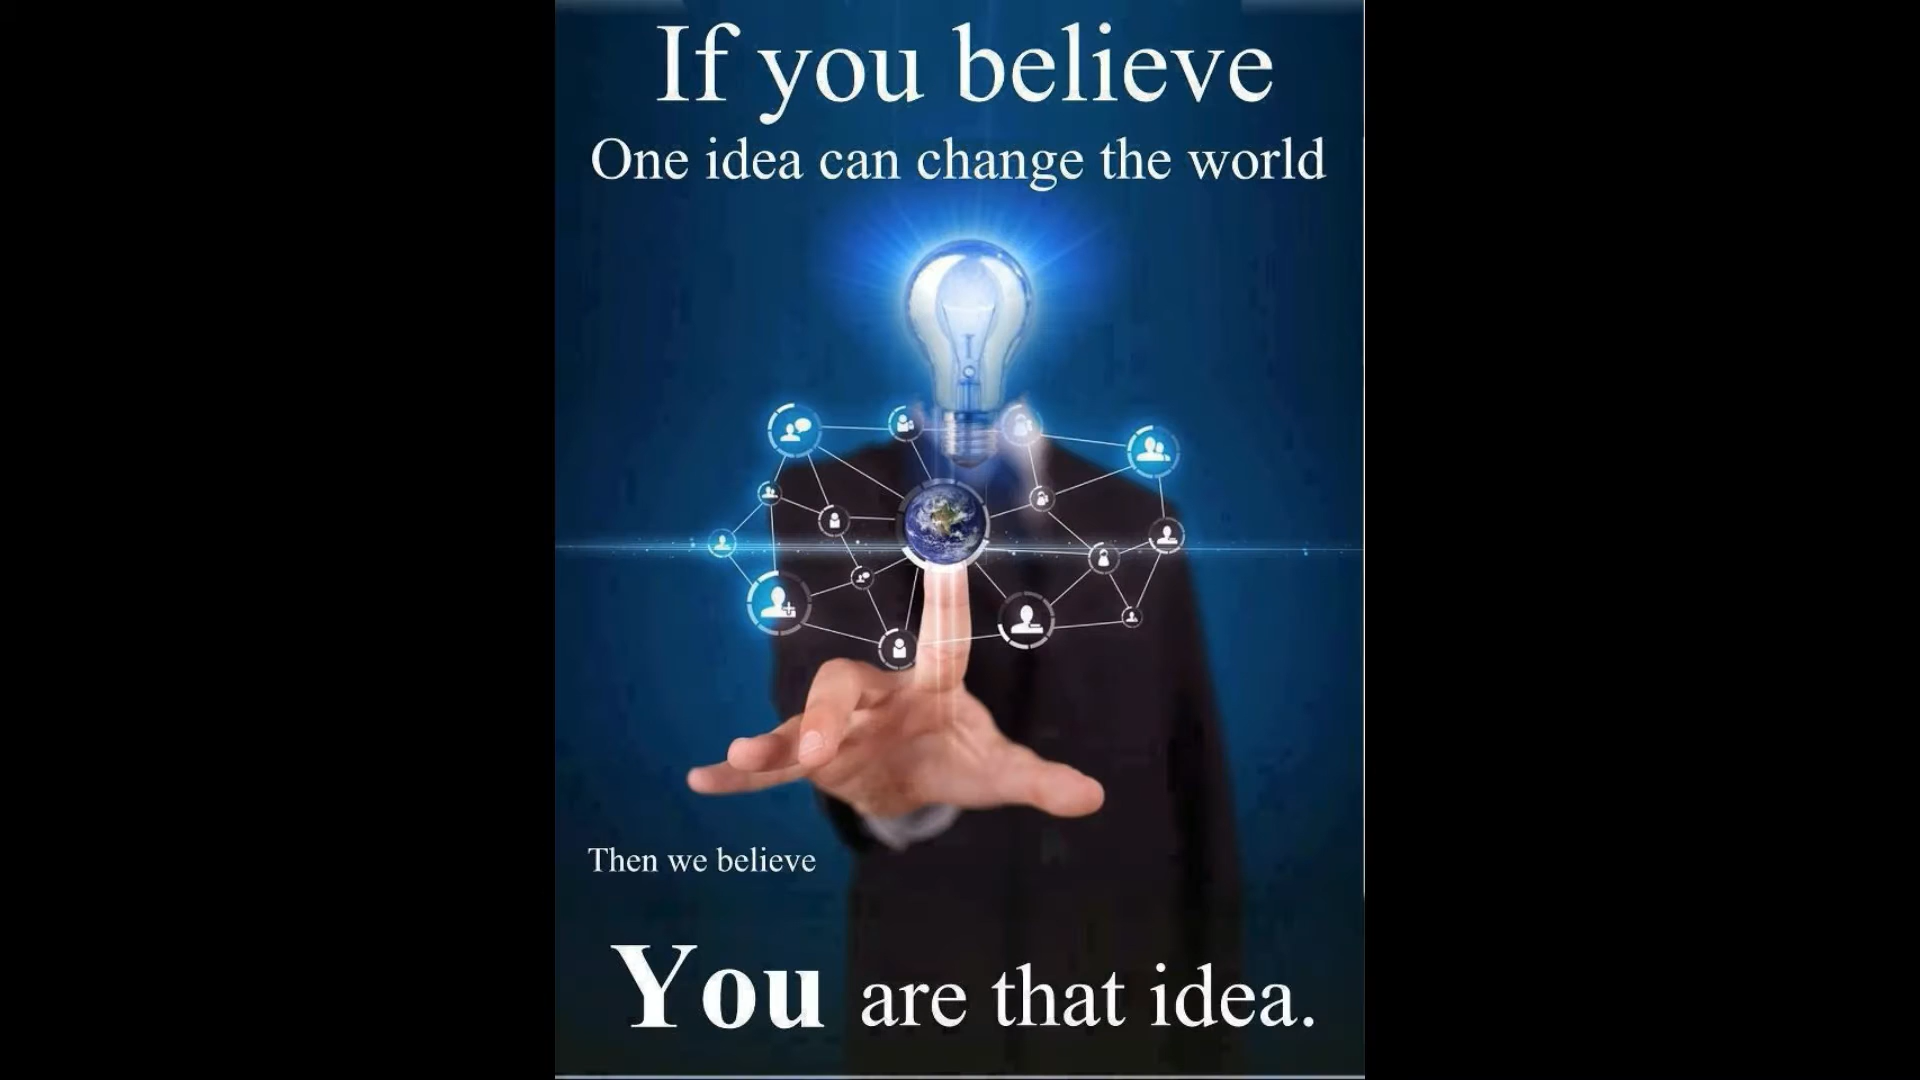 If you believe
One idea can change the world
Then we believe
You are that idea.